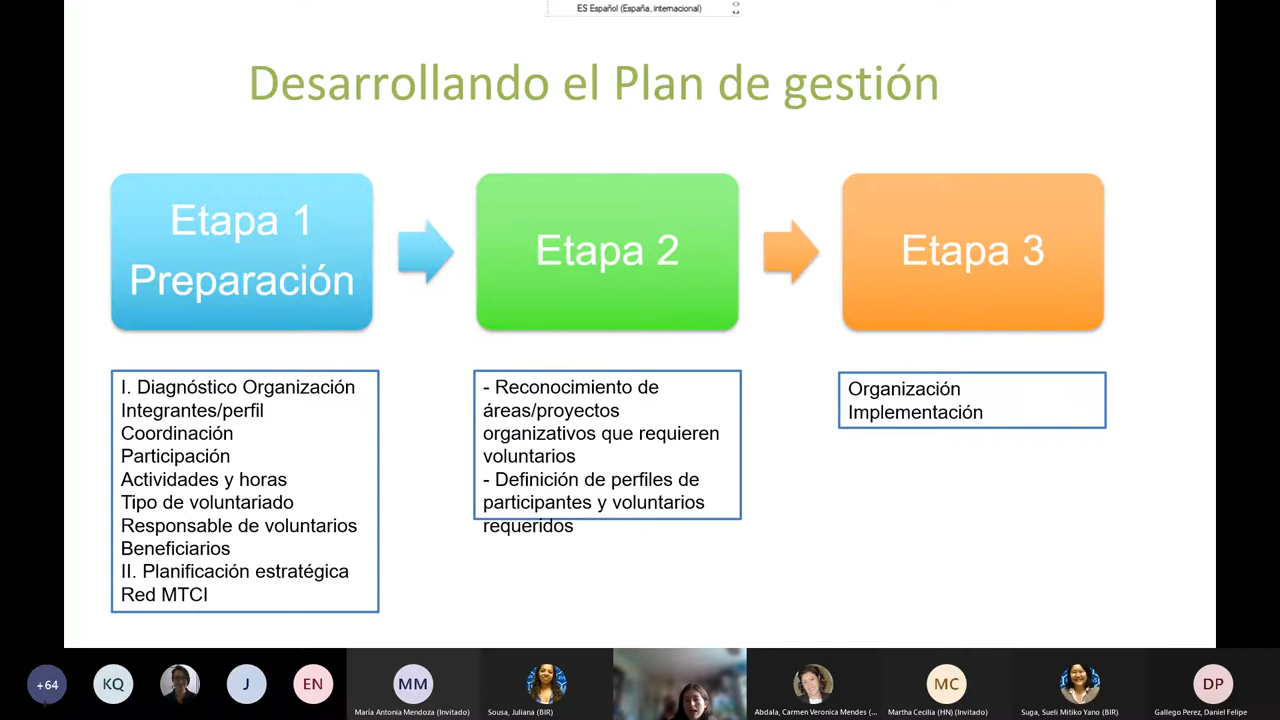 ES Español (España, internacional)
Desarrollando el Plan de gestión
Etapa 1
Preparación
Etapa 2
Etapa 3
I. Diagnóstico Organización
Integrantes/perfil
Coordinación
Participación
Actividades y horas
Tipo de voluntariado
Responsable de voluntarios
Beneficiarios
II. Planificación estratégica
Red MTCI
- Reconocimiento de
áreas/proyectos
organizativos que requieren
voluntarios
- Definición de perfiles de
participantes y voluntarios
requeridos
Organización
Implementación
+64
KQ
J
EN
MM
María Antonia Mendoza (Invitado)
Sousa, Juliana (BIR)
Abdala, Carmen Veronica Mendes (...
MC
Martha Cecilia (HN) (Invitado)
Suga, Sueli Mitiko Yano (BIR)
DP
Gallego Perez, Daniel Felipe